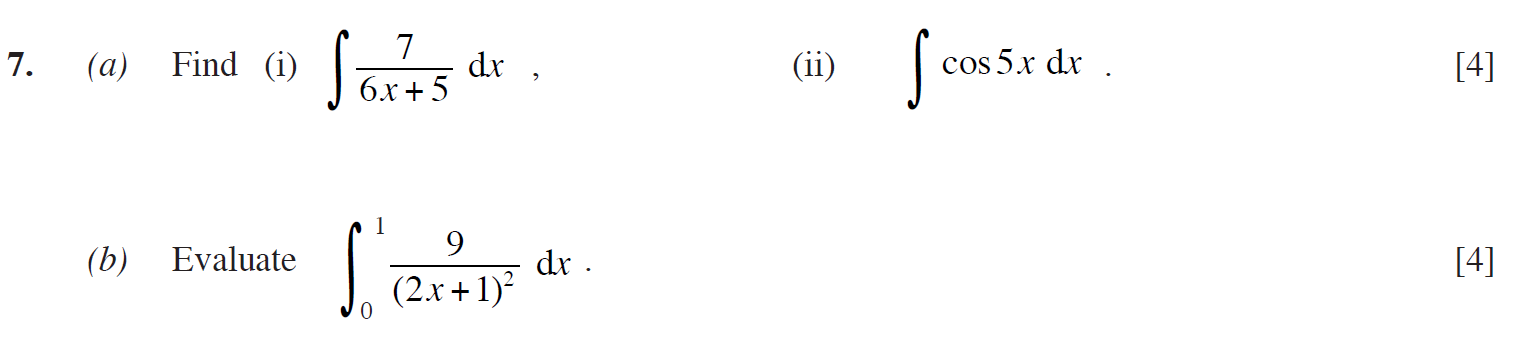 7. (a) Find (i) ∫ 7/(6x + 5) dx , (ii) ∫ cos 5x dx . [4]
(b) Evaluate ∫₀¹ 9/(2x + 1)² dx . [4]